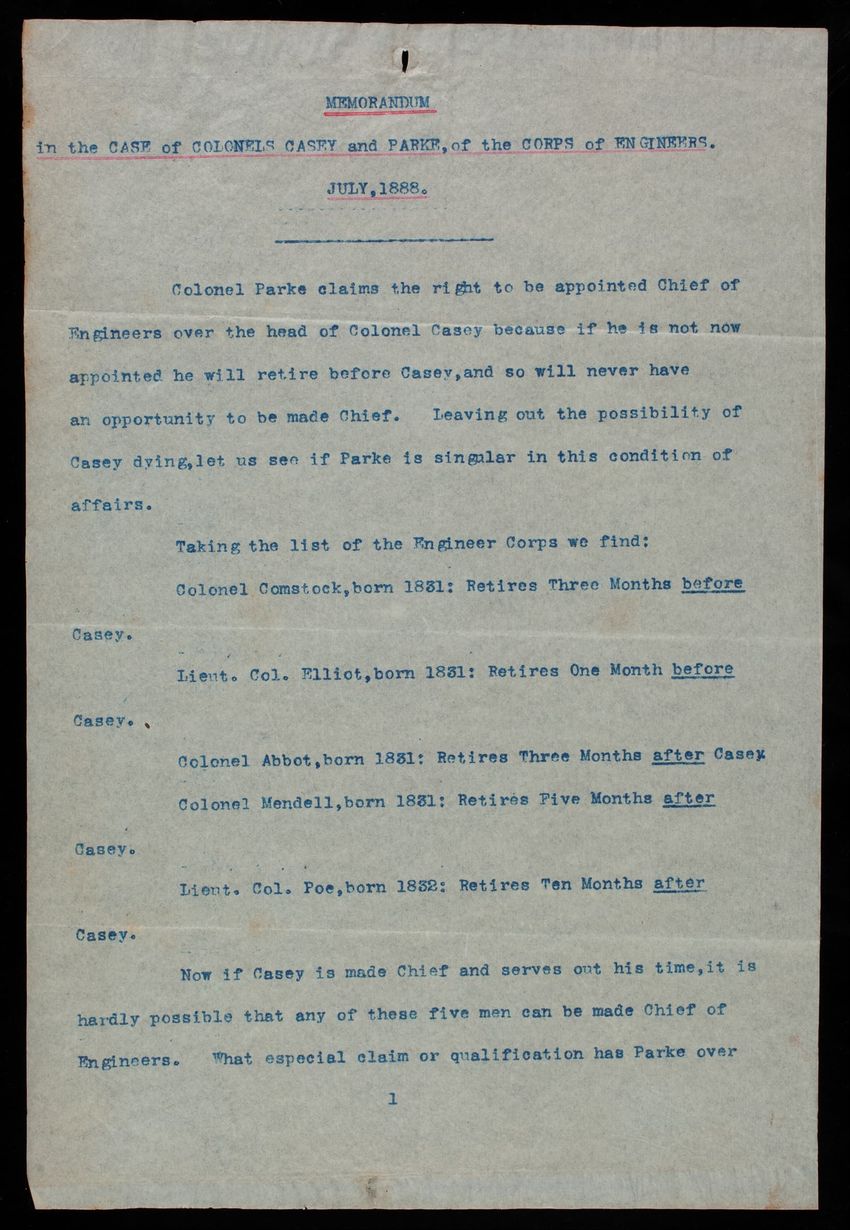 MEMORANDUM
in the CASE of COLONELS CASEY and PARKE,of the CORPS of ENGINEERS.
JULY,1888.
Colonel Parke claims the right to be appointed Chief of
Engineers over the head of Colonel Casey because if he is not now
appointed he will retire before Casey,and so will never have
an opportunity to be made Chief. Leaving out the possibility of
Casey dying,let us see if Parke is singular in this condition of
affairs.
Taking the list of the Engineer Corps we find:
Colonel Comstock,born 1831: Retires Three Months before
Casey.
Lieut. Col. Elliot,born 1831: Retires One Month before
Casey.
Colonel Abbot,born 1831: Retires Three Months after Casey.
Colonel Mendell,born 1831: Retires Five Months after
Casey.
Lieut. Col. Poe,born 1832: Retires Ten Months after
Casey.
Now if Casey is made Chief and serves out his time,it is
hardly possible that any of these five men can be made Chief of
Engineers. What especial claim or qualification has Parke over
1